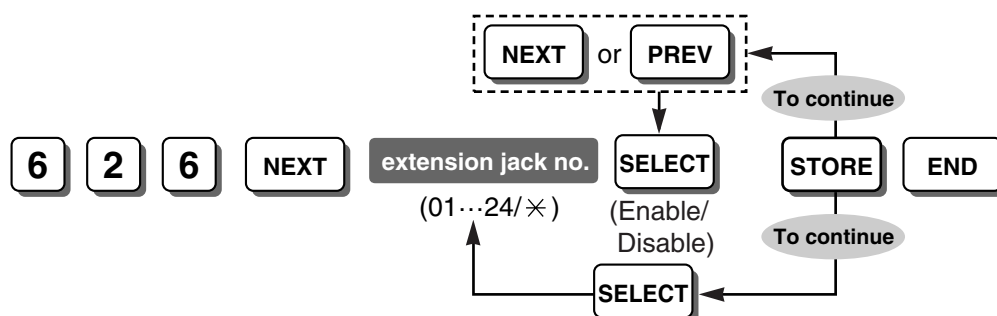 NEXT or PREV
To continue
6 2 6 NEXT extension jack no. SELECT STORE END
(01···24/✳)
(Enable/
Disable)
To continue
SELECT